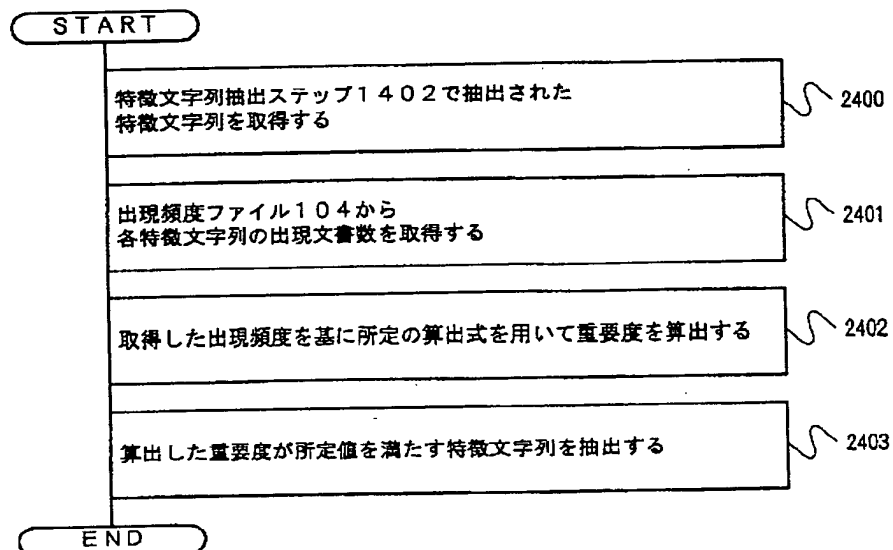 START
特徴文字列抽出ステップ１４０２で抽出された
特徴文字列を取得する
2400
出現頻度ファイル１０４から
各特徴文字列の出現文書数を取得する
2401
取得した出現頻度を基に所定の算出式を用いて重要度を算出する
2402
算出した重要度が所定値を満たす特徴文字列を抽出する
2403
END